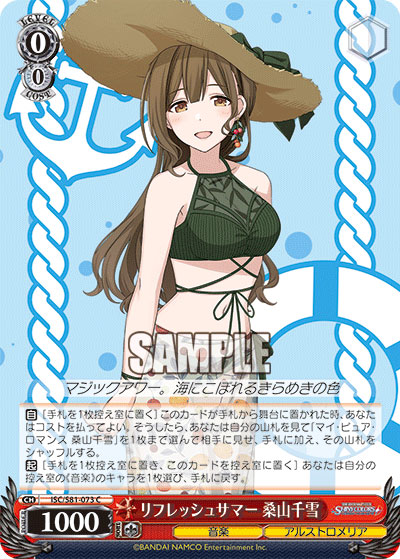 LEVEL
0
0
COST
SAMPLE
マジックアワー。海にこぼれるきらめきの色
自 [手札を1枚控え室に置く] このカードが手札から舞台に置かれた時、あなた
はコストを払ってよい。そうしたら、あなたは自分の山札を見て「マイ・ピュア・
ロマンス 桑山千雪」を1枚まで選んで相手に見せ、手札に加え、その山札を
シャッフルする。
起 [手札を1枚控え室に置き、このカードを控え室に置く] あなたは自分の控え
室の《音楽》のキャラを1枚選び、手札に戻す。
CH ISC/S81-073 C
1000
リフレッシュサマー 桑山千雪
SHINY COLORS
音楽
アルストロメリア
©BANDAI NAMCO Entertainment Inc.